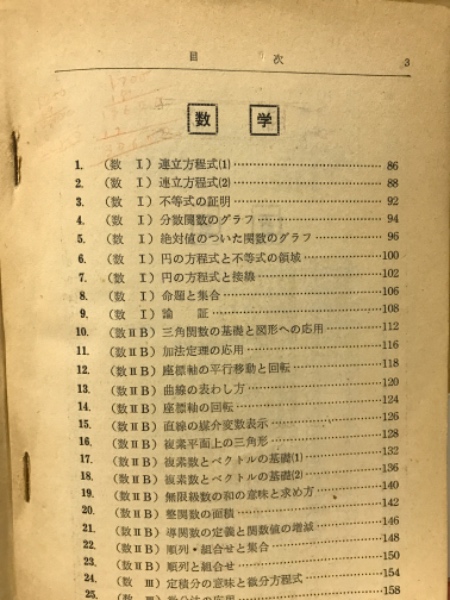 目 次 3
数 学
1. (数 I) 連立方程式(1) 86
2. (数 I) 連立方程式(2) 88
3. (数 I) 不等式の証明 92
4. (数 I) 分数関数のグラフ 94
5. (数 I) 絶対値のついた関数のグラフ 96
6. (数 I) 円の方程式と不等式の領域 100
7. (数 I) 円の方程式と接線 102
8. (数 I) 命題と集合 106
9. (数 I) 論 証 108
10. (数ⅡB) 三角関数の基礎と図形への応用 112
11. (数ⅡB) 加法定理の応用 116
12. (数ⅡB) 座標軸の平行移動と回転 118
13. (数ⅡB) 曲線の表わし方 120
14. (数ⅡB) 座標軸の回転 124
15. (数ⅡB) 直線の媒介変数表示 126
16. (数ⅡB) 複素平面上の三角形 128
17. (数ⅡB) 複素数とベクトルの基礎(1) 132
18. (数ⅡB) 複素数とベクトルの基礎(2) 136
19. (数ⅡB) 無限級数の和の意味と求め方 140
20. (数ⅡB) 整関数の面積 142
21. (数ⅡB) 導関数の定義と関数値の増減 146
22. (数ⅡB) 順列・組合せと集合 148
23. (数ⅡB) 順列と組合せ 150
24. (数 Ⅲ) 定積分の意味と微分方程式 154
25. 158